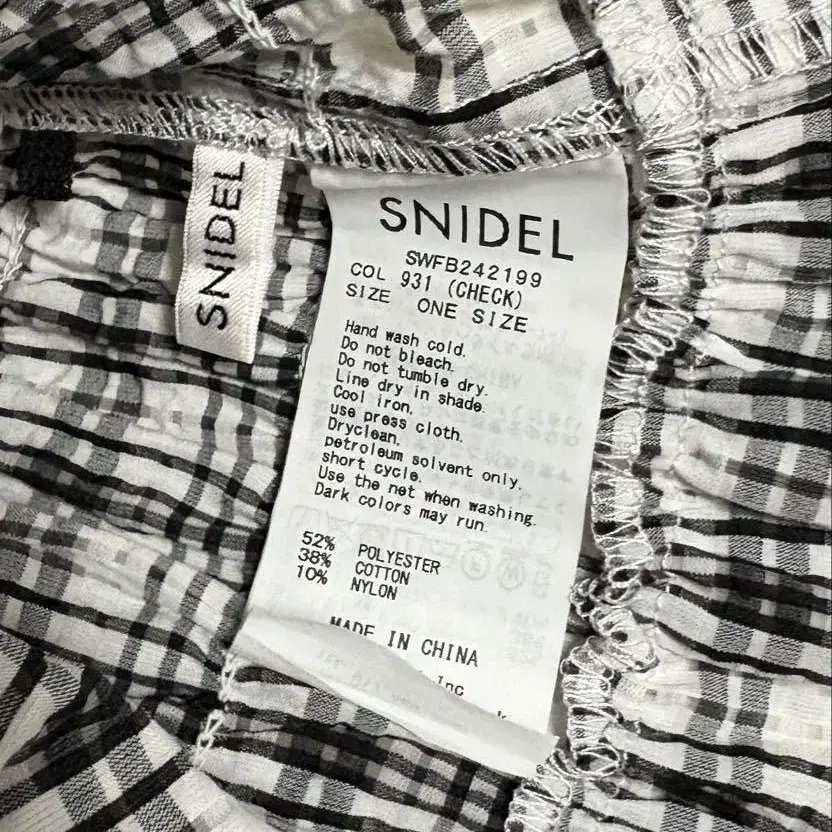 SNIDEL
SNIDEL
SWFB242199
COL 931 (CHECK)
SIZE ONE SIZE
Hand wash cold.
Do not bleach.
Do not tumble dry.
Line dry in shade.
Cool iron.
use press cloth.
Dryclean.
petroleum solvent only.
short cycle.
Use the net when washing.
Dark colors may run.
52% POLYESTER
38% COTTON
10% NYLON
MADE IN CHINA
Inc